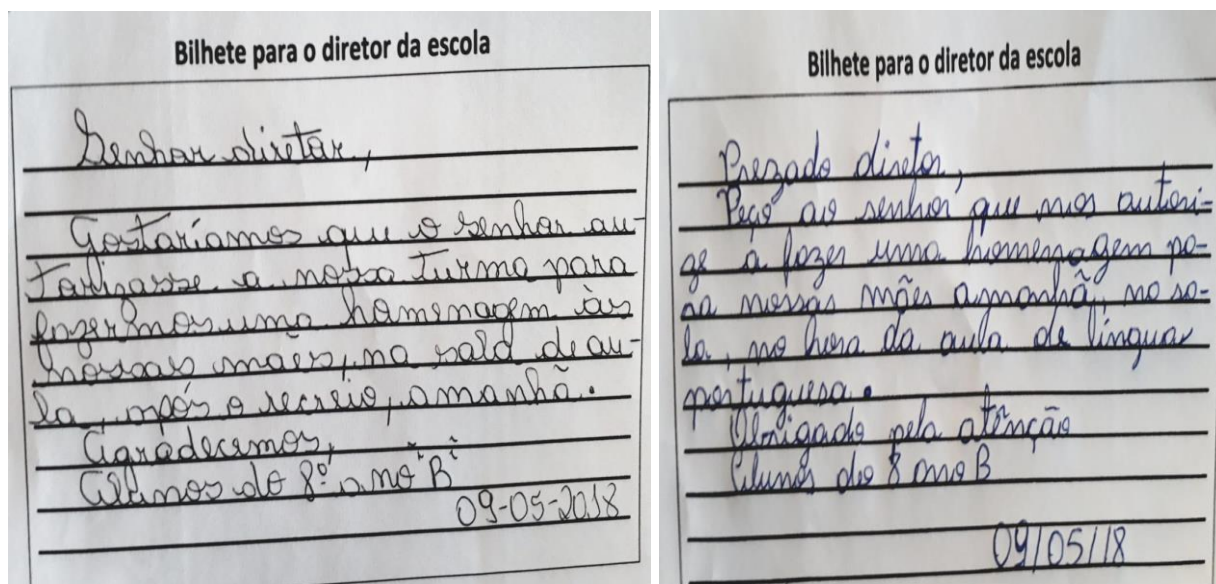 Bilhete para o diretor da escola
Senhor diretor,
Gostaríamos que o senhor au-
torizasse a nossa turma para
fazermos uma homenagem às
nossas mães, na sala de au-
la, após o recreio, amanhã.
Agradecemos,
Alunos do 8º ano "B"
09-05-2018
Bilhete para o diretor da escola
Prezado diretor,
Peço ao senhor que nos autori-
ze à fazer uma homenagem pa-
ra nossas mães amanhã, na sa-
la, na hora da aula de língua
portuguesa.
Obrigado pela atênção
Alunos do 8 ano B
09/05/18